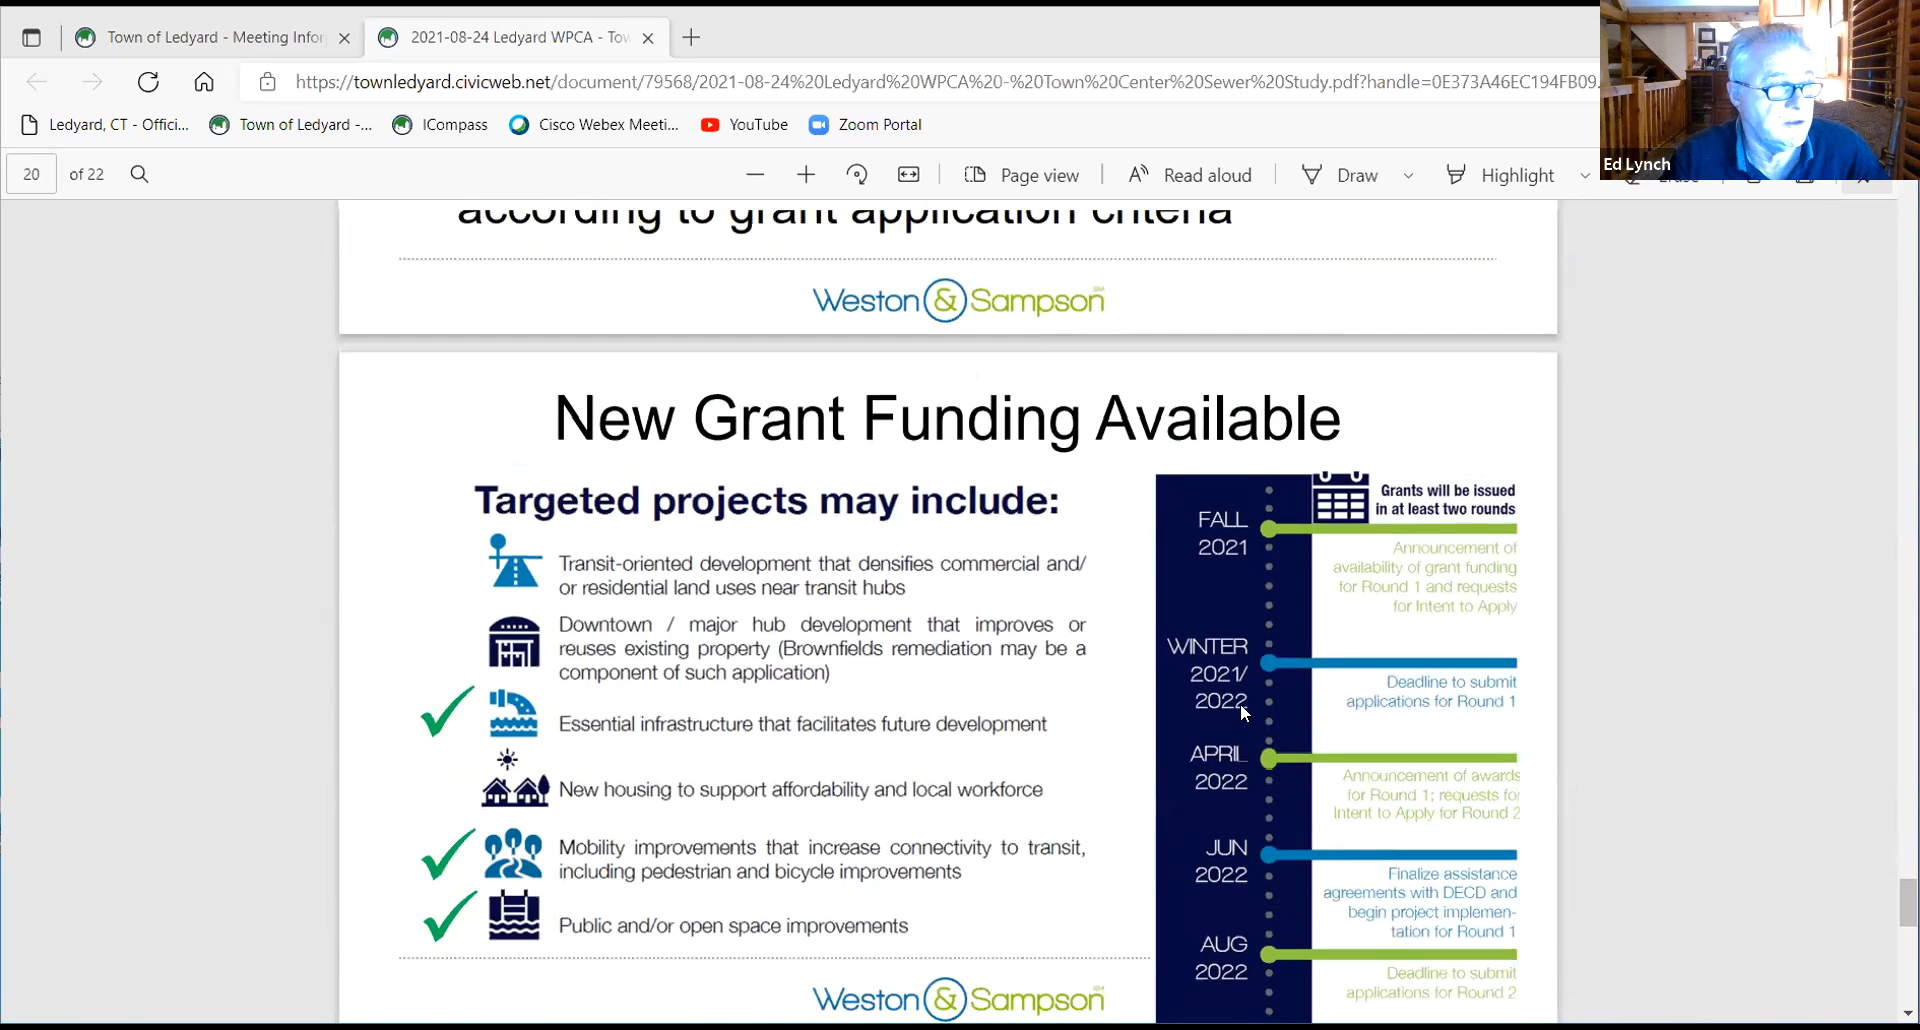 Town of Ledyard - Meeting Infor
2021-08-24 Ledyard WPCA - Tow
https://townledyard.civicweb.net/document/79568/2021-08-24%20Ledyard%20WPCA%20-%20Town%20Center%20Sewer%20Study.pdf?handle=0E373A46EC194FB09...
Ledyard, CT - Offici...
Town of Ledyard -...
ICompass
Cisco Webex Meeti...
YouTube
Zoom Portal
Ed Lynch
20 of 22
Page view
Read aloud
Draw
Highlight
Erase
according to grant application criteria
Weston & Sampson
New Grant Funding Available
Targeted projects may include:
Transit-oriented development that densifies commercial and/
or residential land uses near transit hubs
Downtown / major hub development that improves or
reuses existing property (Brownfields remediation may be a
component of such application)
Essential infrastructure that facilitates future development
New housing to support affordability and local workforce
Mobility improvements that increase connectivity to transit,
including pedestrian and bicycle improvements
Public and/or open space improvements
Grants will be issued
in at least two rounds
FALL
2021
Announcement of
availability of grant funding
for Round 1 and requests
for Intent to Apply
WINTER
2021/
2022
Deadline to submit
applications for Round 1
APRIL
2022
Announcement of awards
for Round 1; requests for
Intent to Apply for Round 2
JUN
2022
Finalize assistance
agreements with DECD and
begin project implemen-
tation for Round 1
AUG
2022
Deadline to submit
applications for Round 2
Weston & Sampson